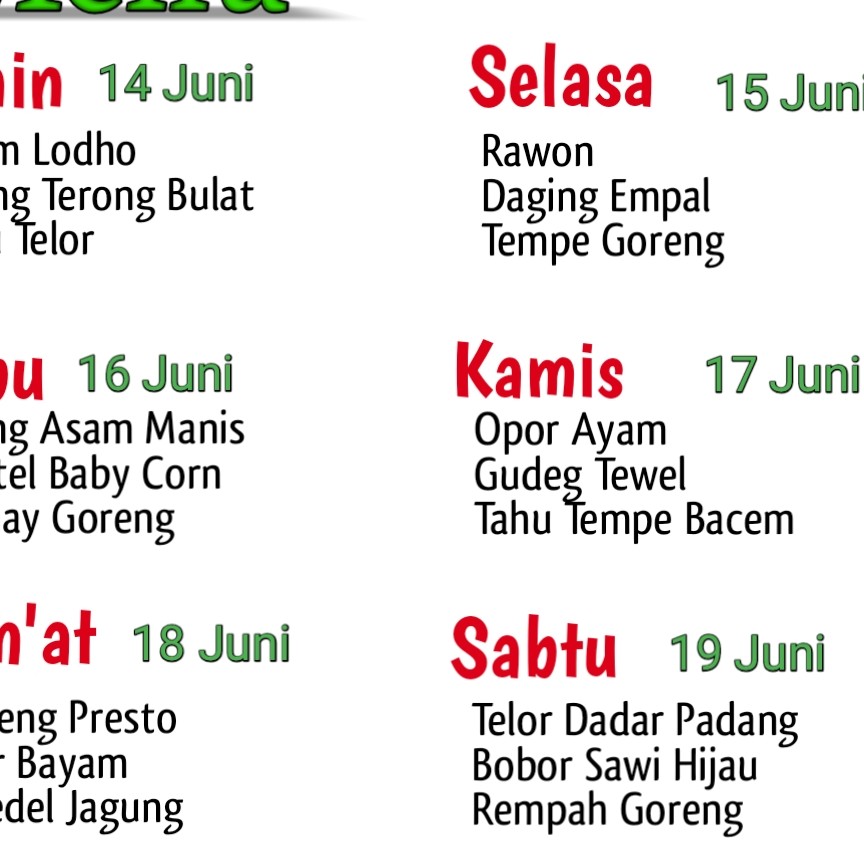 14 Juni
Lodho
Terong Bulat
Telor
Selasa 15 Juni
Rawon
Daging Empal
Tempe Goreng
16 Juni
Asam Manis
Baby Corn
Goreng
Kamis 17 Juni
Opor Ayam
Gudeg Tewel
Tahu Tempe Bacem
18 Juni
Presto
Bayam
Jagung
Sabtu 19 Juni
Telor Dadar Padang
Bobor Sawi Hijau
Rempah Goreng